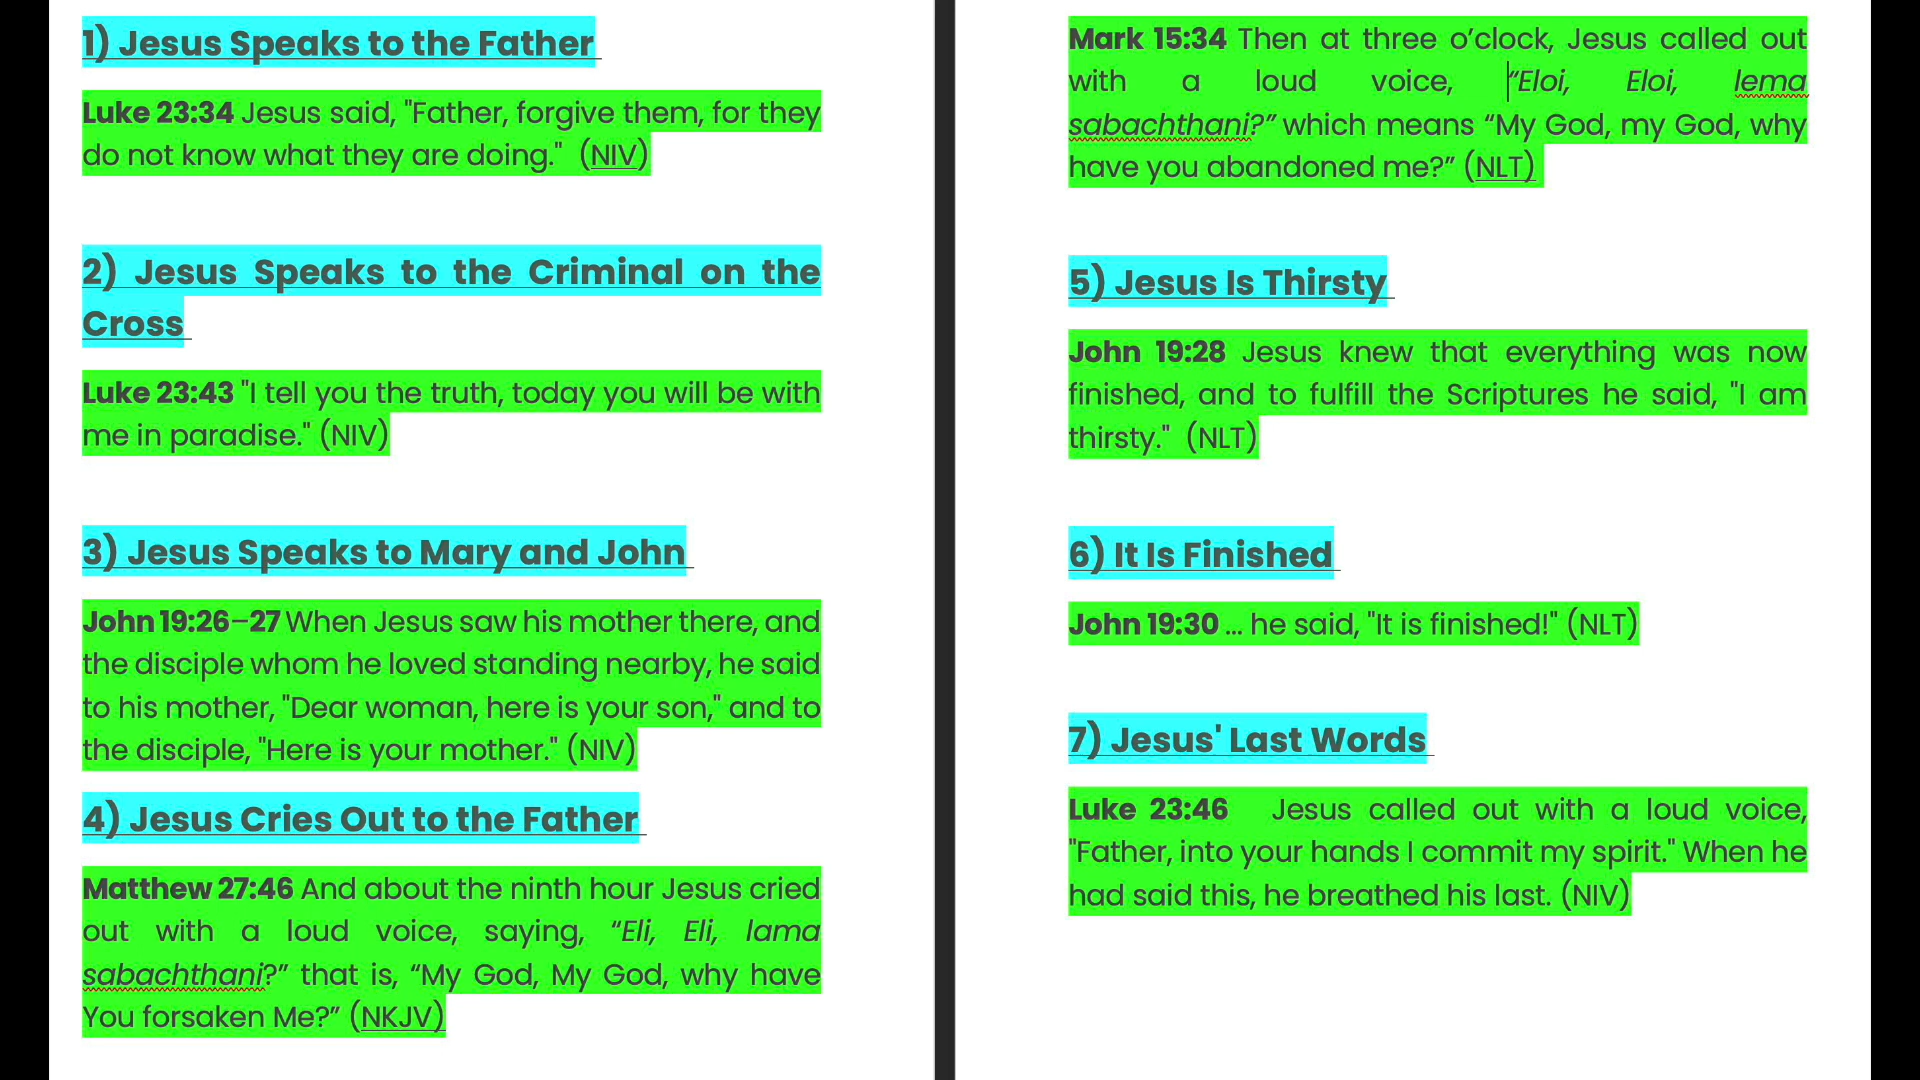 1) Jesus Speaks to the Father
Luke 23:34 Jesus said, "Father, forgive them, for they
do not know what they are doing."  (NIV)
2) Jesus Speaks to the Criminal on the
Cross
Luke 23:43 "I tell you the truth, today you will be with
me in paradise." (NIV)
3) Jesus Speaks to Mary and John
John 19:26–27 When Jesus saw his mother there, and
the disciple whom he loved standing nearby, he said
to his mother, "Dear woman, here is your son," and to
the disciple, "Here is your mother." (NIV)
4) Jesus Cries Out to the Father
Matthew 27:46 And about the ninth hour Jesus cried
out with a loud voice, saying, “Eli, Eli, lama
sabachthani?” that is, “My God, My God, why have
You forsaken Me?” (NKJV)
Mark 15:34 Then at three o’clock, Jesus called out
with a loud voice, “Eloi, Eloi, lema
sabachthani?” which means “My God, my God, why
have you abandoned me?” (NLT)
5) Jesus Is Thirsty
John 19:28 Jesus knew that everything was now
finished, and to fulfill the Scriptures he said, "I am
thirsty."  (NLT)
6) It Is Finished
John 19:30 ... he said, "It is finished!" (NLT)
7) Jesus' Last Words
Luke 23:46   Jesus called out with a loud voice,
"Father, into your hands I commit my spirit." When he
had said this, he breathed his last. (NIV)